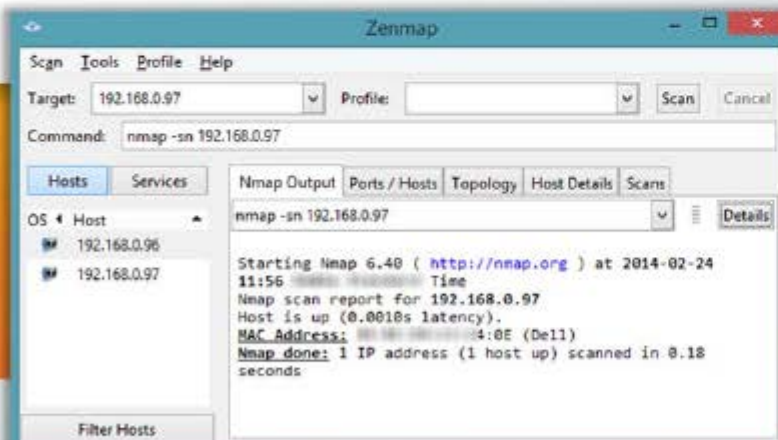 Zenmap
Scan Tools Profile Help
Target: 192.168.0.97 Profile: Scan Cancel
Command: nmap -sn 192.168.0.97
Hosts Services
Nmap Output Ports / Hosts Topology Host Details Scans
OS Host
nmap -sn 192.168.0.97 Details
192.168.0.96
192.168.0.97
Starting Nmap 6.40 ( http://nmap.org ) at 2014-02-24
11:56 Time
Nmap scan report for 192.168.0.97
Host is up (0.0010s latency).
MAC Address: 4:0E (Dell)
Nmap done: 1 IP address (1 host up) scanned in 0.18
seconds
Filter Hosts